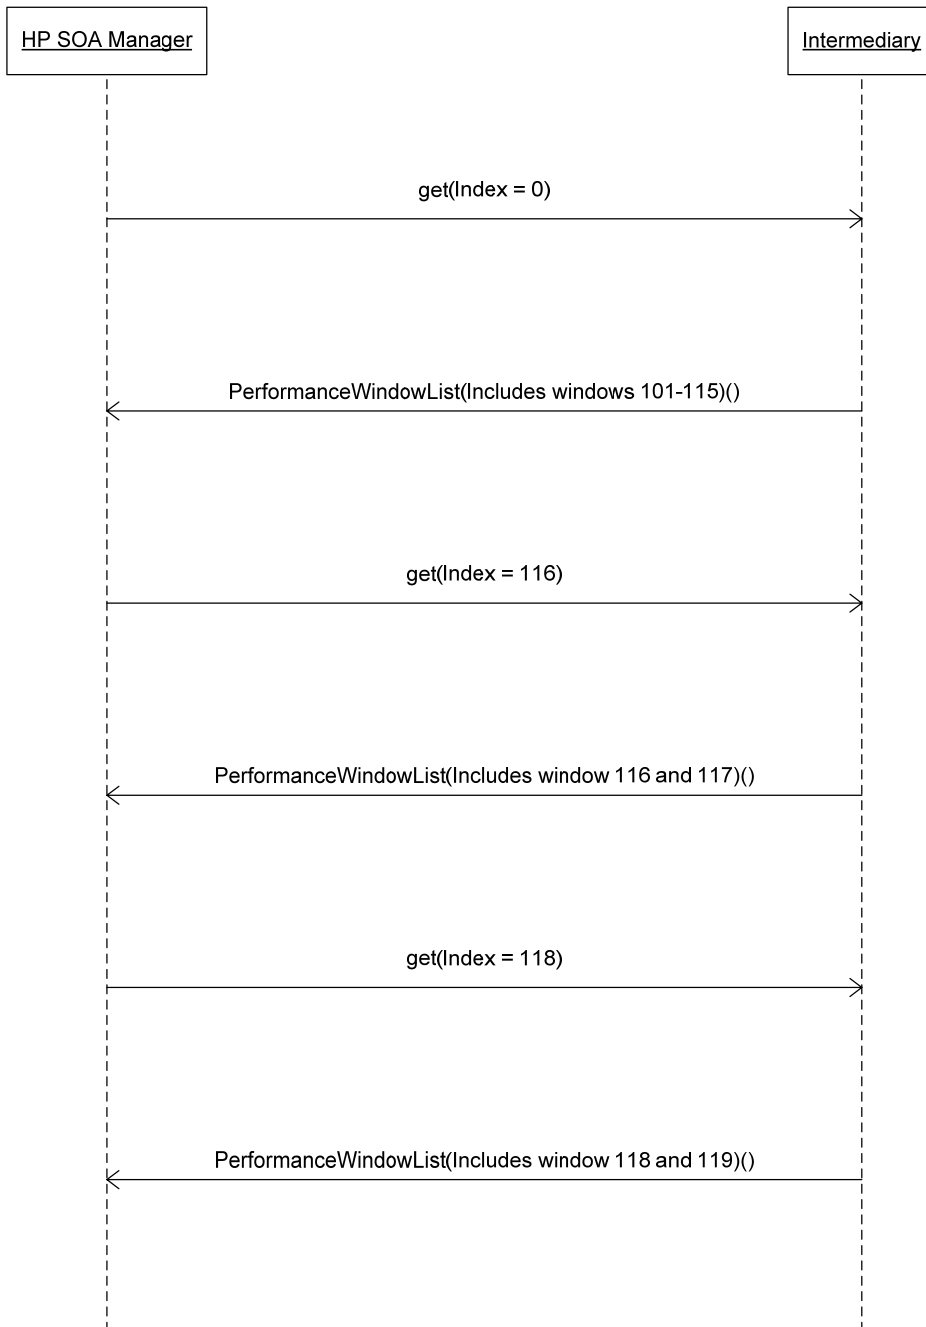 HP SOA Manager
Intermediary
get(Index = 0)
PerformanceWindowList(Includes windows 101-115)()
get(Index = 116)
PerformanceWindowList(Includes window 116 and 117)()
get(Index = 118)
PerformanceWindowList(Includes window 118 and 119)()